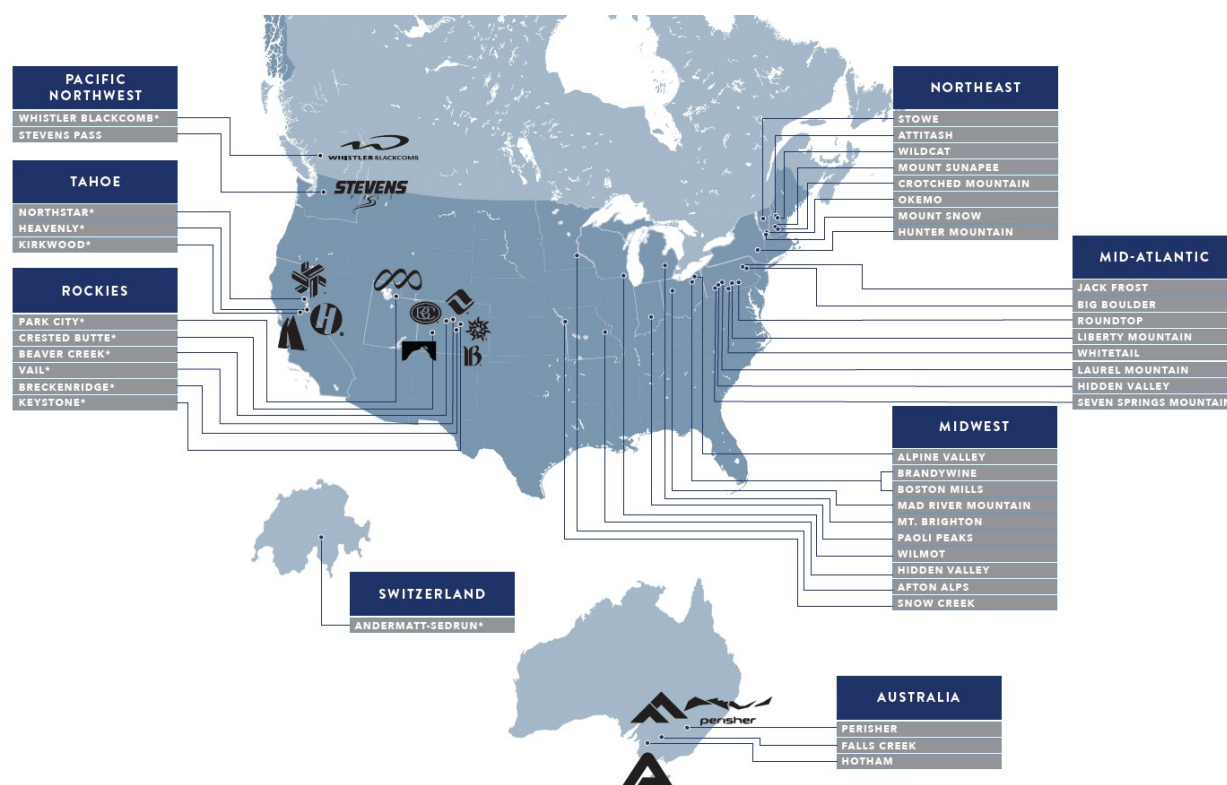 PACIFIC
NORTHWEST
WHISTLER BLACKCOMB*
STEVENS PASS
TAHOE
NORTHSTAR*
HEAVENLY*
KIRKWOOD*
ROCKIES
PARK CITY*
CRESTED BUTTE*
BEAVER CREEK*
VAIL*
BRECKENRIDGE*
KEYSTONE*
WHISTLER BLACKCOMB
STEVENS
H
BC
B
NORTHEAST
STOWE
ATTITASH
WILDCAT
MOUNT SUNAPEE
CROTCHED MOUNTAIN
OKEMO
MOUNT SNOW
HUNTER MOUNTAIN
MID-ATLANTIC
JACK FROST
BIG BOULDER
ROUNDTOP
LIBERTY MOUNTAIN
WHITETAIL
LAUREL MOUNTAIN
HIDDEN VALLEY
SEVEN SPRINGS MOUNTAIN
MIDWEST
ALPINE VALLEY
BRANDYWINE
BOSTON MILLS
MAD RIVER MOUNTAIN
MT. BRIGHTON
PAOLI PEAKS
WILMOT
HIDDEN VALLEY
AFTON ALPS
SNOW CREEK
SWITZERLAND
ANDERMATT-SEDRUN*
perisher
AUSTRALIA
PERISHER
FALLS CREEK
HOTHAM